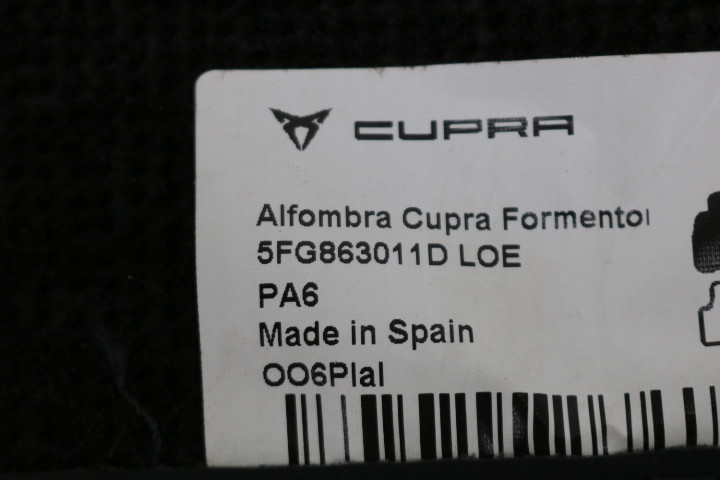 CUPRA
Alfombra Cupra Formentor
5FG863011D LOE
PA6
Made in Spain
OO6Plal